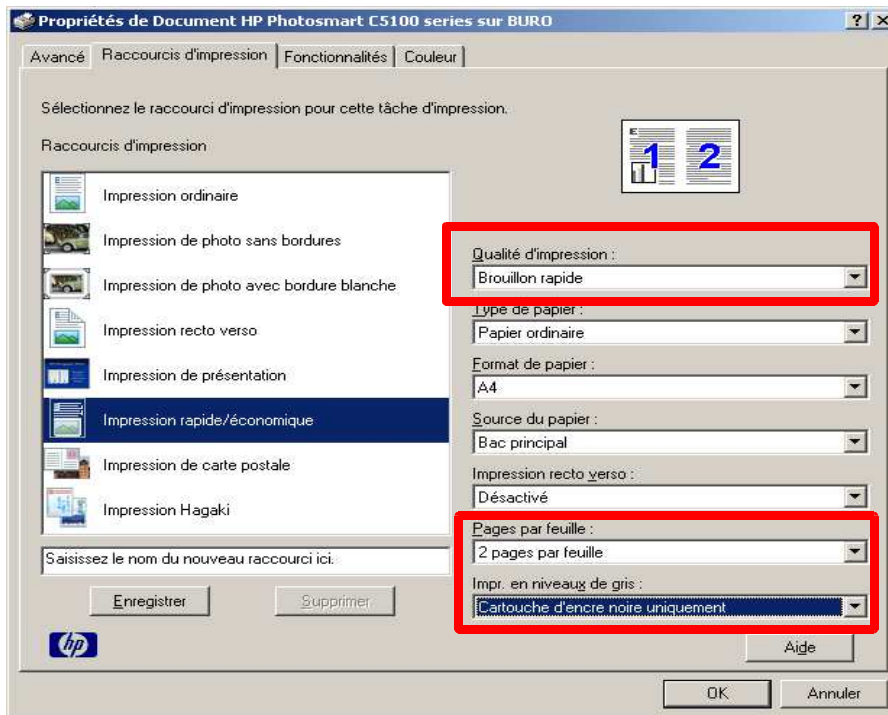 Propriétés de Document HP Photosmart C5100 series sur BURO
Avancé Raccourcis d'impression Fonctionnalités Couleur
Sélectionnez le raccourci d'impression pour cette tâche d'impression.
Raccourcis d'impression
1 2
Impression ordinaire
Impression de photo sans bordures
Impression de photo avec bordure blanche
Impression recto verso
Impression de présentation
Impression rapide/économique
Impression de carte postale
Impression Hagaki
Saisissez le nom du nouveau raccourci ici.
Enregistrer Supprimer
hp
Qualité d'impression :
Brouillon rapide
Type de papier :
Papier ordinaire
Format de papier :
A4
Source du papier :
Bac principal
Impression recto verso :
Désactivé
Pages par feuille :
2 pages par feuille
Impr. en niveaux de gris :
Cartouche d'encre noire uniquement
Aide
OK Annuler